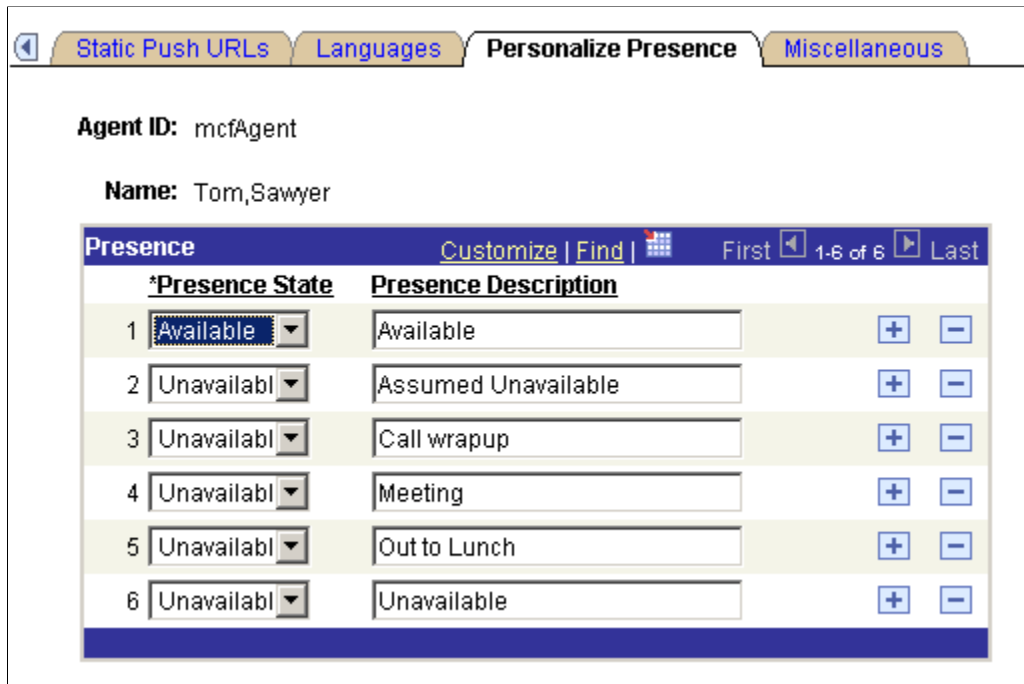 Static Push URLs Languages Personalize Presence Miscellaneous
Agent ID: mcfAgent
Name: Tom,Sawyer
Presence Customize | Find | First 1-6 of 6 Last
*Presence State Presence Description
1 Available Available
2 Unavailabl Assumed Unavailable
3 Unavailabl Call wrapup
4 Unavailabl Meeting
5 Unavailabl Out to Lunch
6 Unavailabl Unavailable